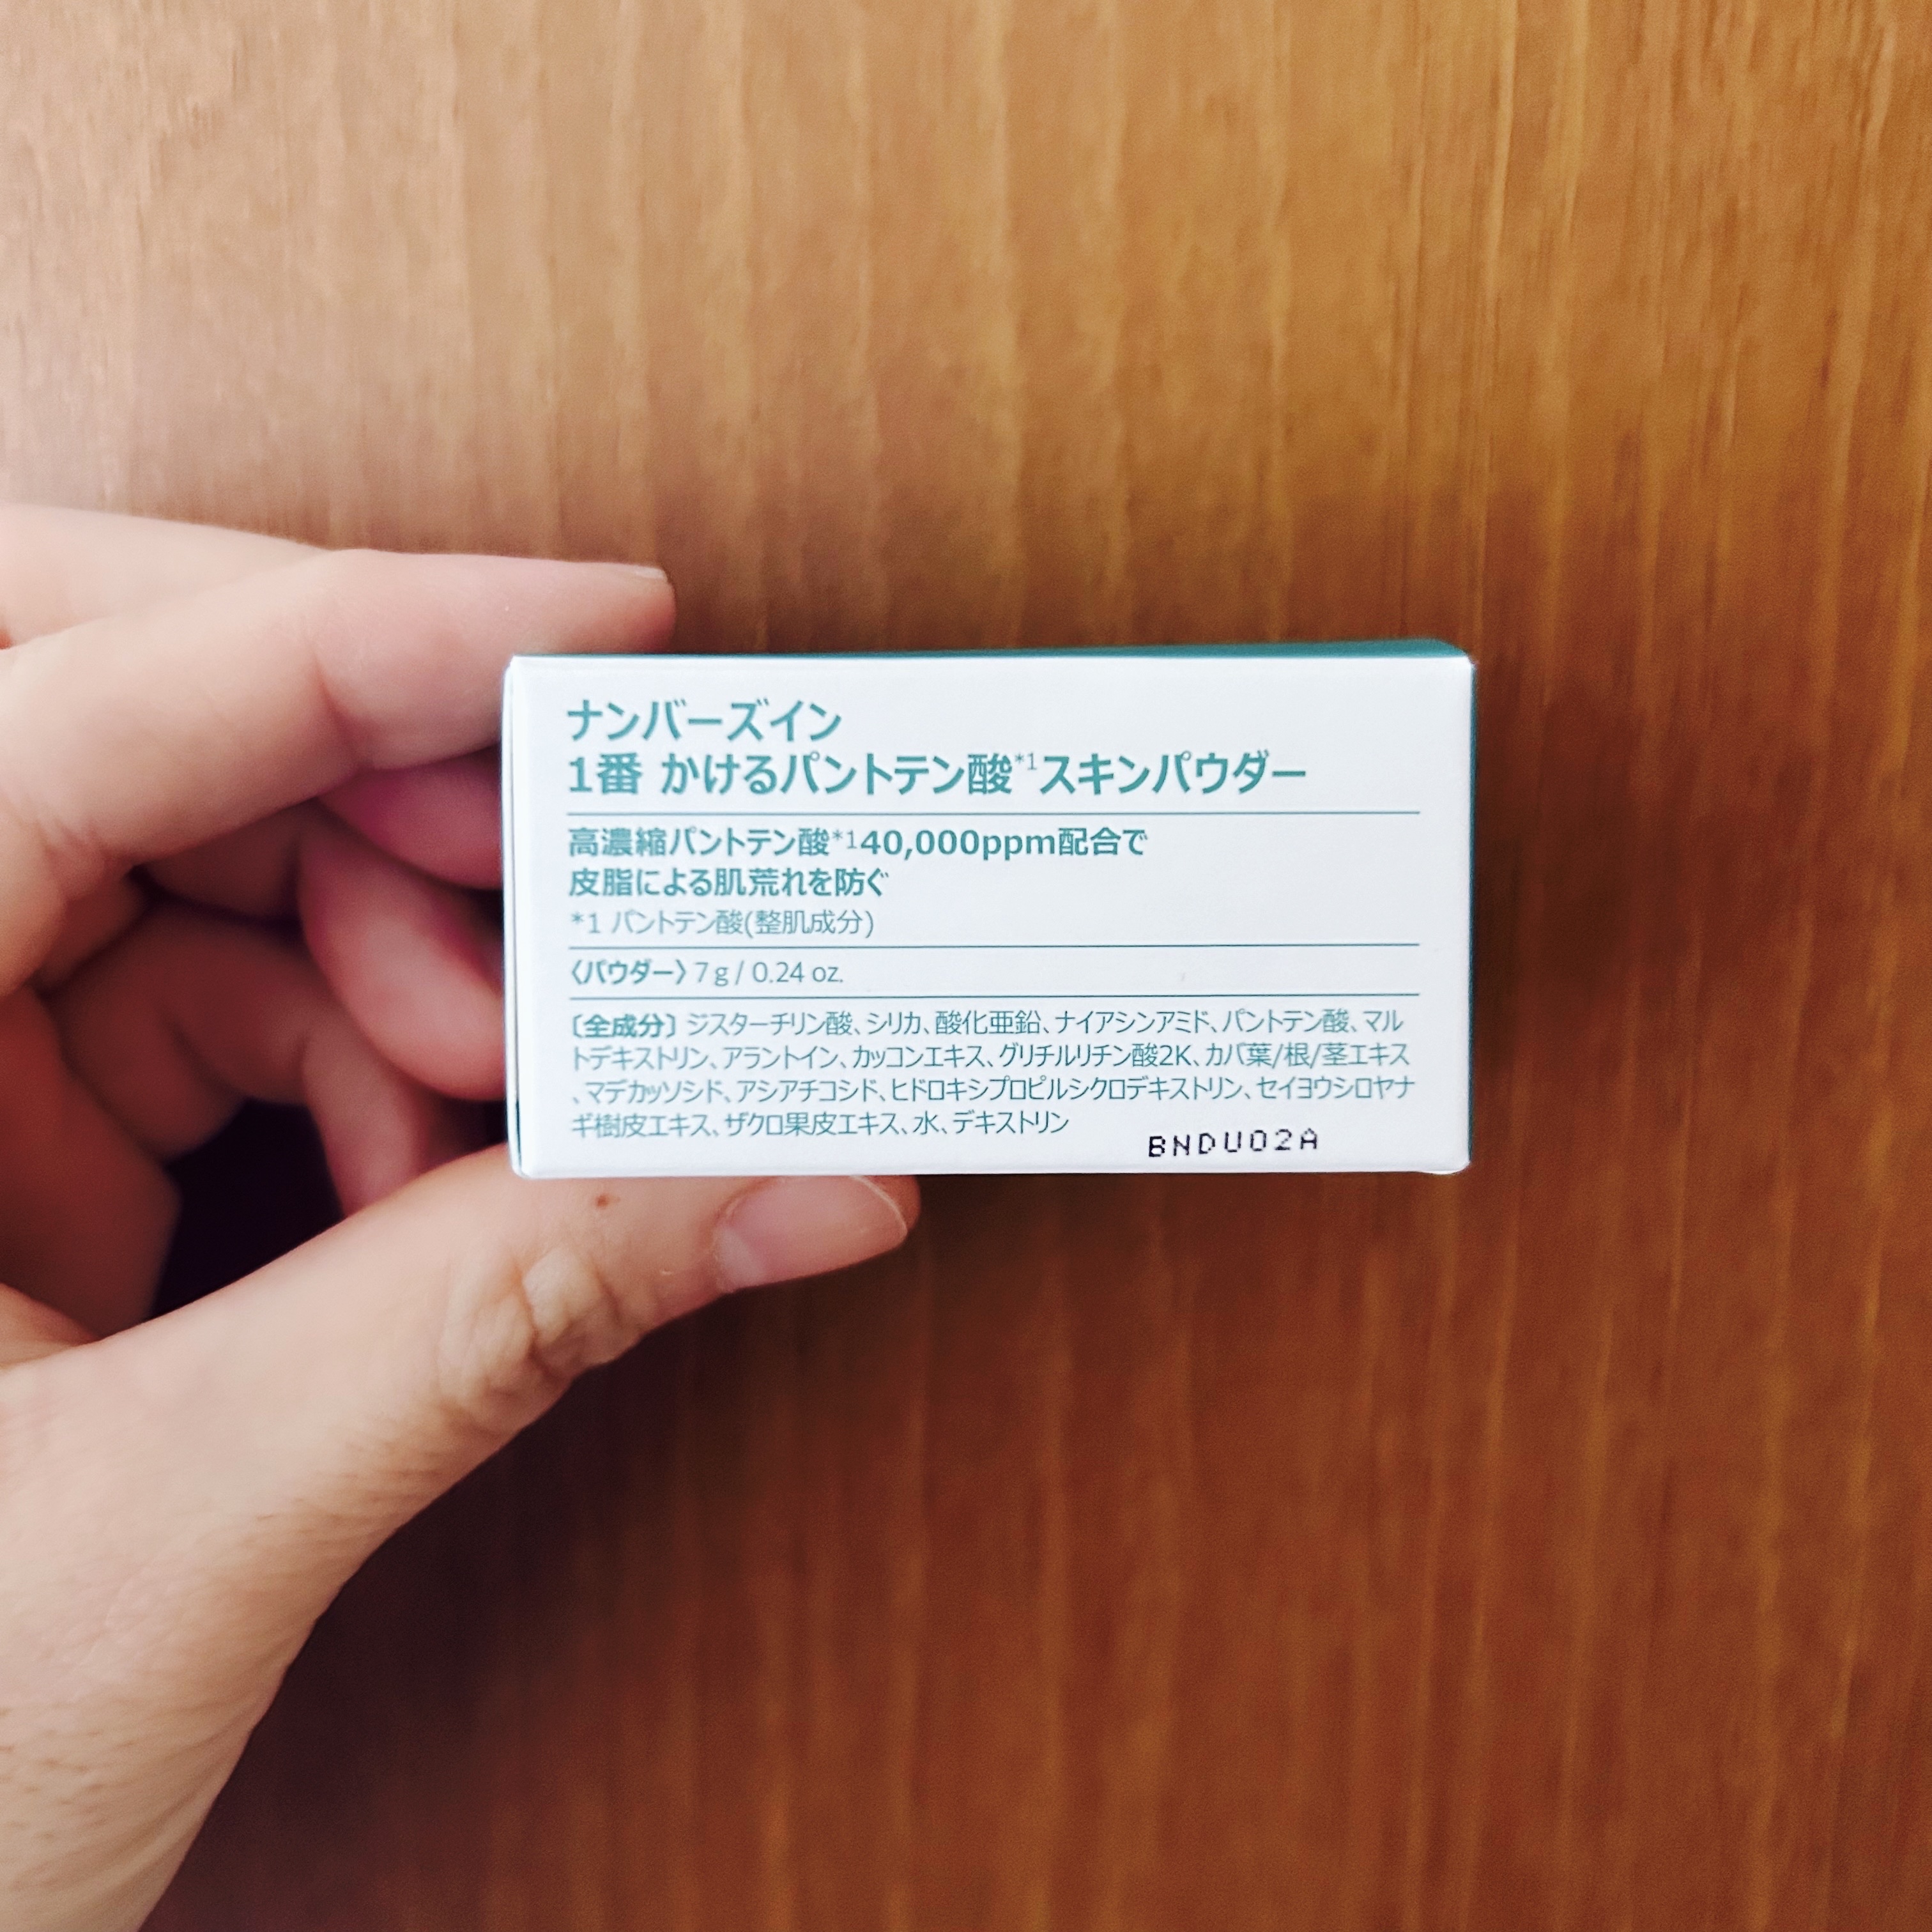 ナンバーズイン
1番 かけるパントテン酸*1スキンパウダー
高濃縮パントテン酸*140,000ppm配合で
皮脂による肌荒れを防ぐ
*1 パントテン酸(整肌成分)
〈パウダー〉7 g / 0.24 oz.
〔全成分〕ジスターチリン酸、シリカ、酸化亜鉛、ナイアシンアミド、パントテン酸、マル
トデキストリン、アラントイン、カッコンエキス、グリチルリチン酸2K、カバ葉/根/茎エキス
、マデカッソシド、アシアチコシド、ヒドロキシプロピルシクロデキストリン、セイヨウシロヤナ
ギ樹皮エキス、ザクロ果皮エキス、水、デキストリン
BNDU02A